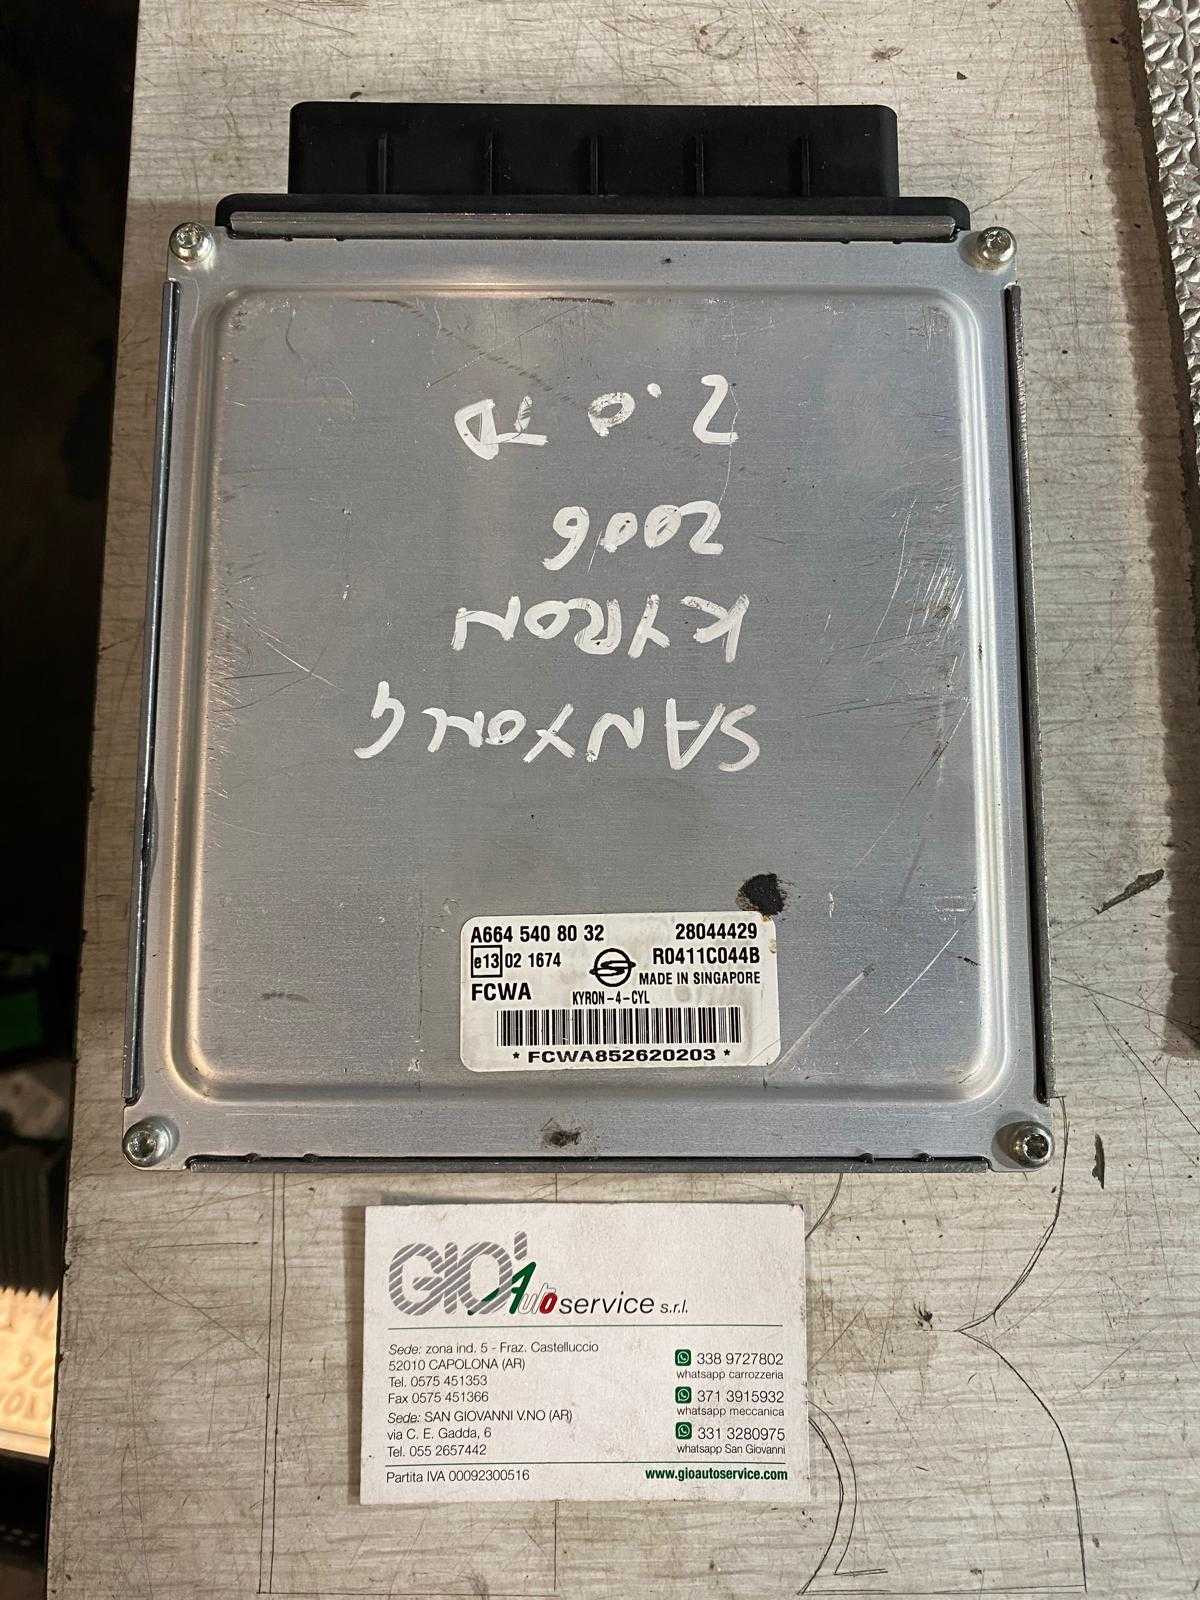 SANYONG
KYRON
2006
2.0 TD
A664 540 80 32 28044429
e13 02 1674 R0411C044B
MADE IN SINGAPORE
FCWA KYRON-4-CYL
* FCWA852620203 *
GIO' Auto service s.r.l.
Sede: zona ind. 5 - Fraz. Castelluccio
52010 CAPOLONA (AR)
Tel. 0575 451353
Fax 0575 451366
Sede: SAN GIOVANNI V.NO (AR)
via C. E. Gadda, 6
Tel. 055 2657442
338 9727802
whatsapp carrozzeria
371 3915932
whatsapp meccanica
331 3280975
whatsapp San Giovanni
Partita IVA 00092300516 www.gioautoservice.com